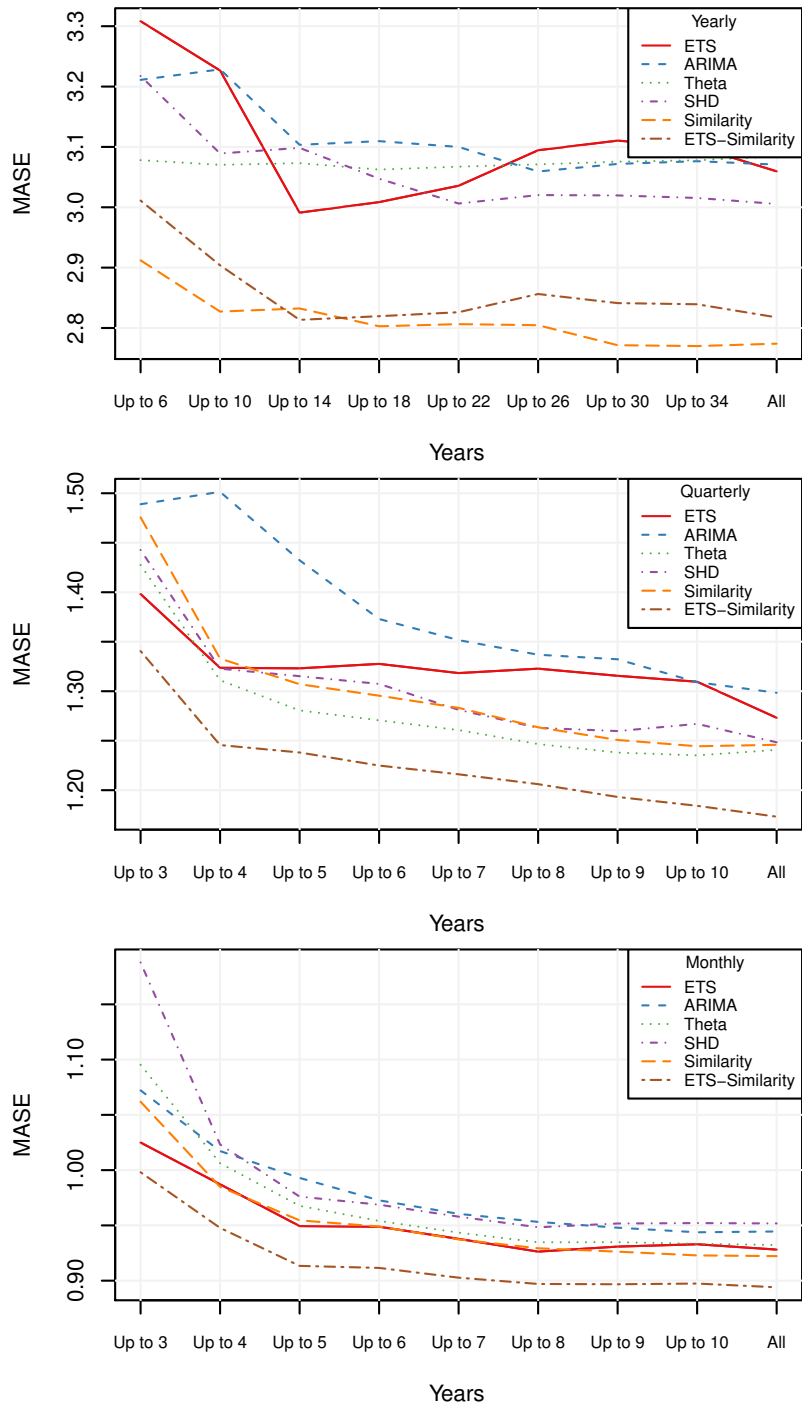 Yearly
ETS
ARIMA
Theta
SHD
Similarity
ETS−Similarity
MASE
3.3
3.2
3.1
3.0
2.9
2.8
Up to 6 Up to 10 Up to 14 Up to 18 Up to 22 Up to 26 Up to 30 Up to 34 All
Years
Quarterly
ETS
ARIMA
Theta
SHD
Similarity
ETS−Similarity
MASE
1.50
1.40
1.30
1.20
Up to 3 Up to 4 Up to 5 Up to 6 Up to 7 Up to 8 Up to 9 Up to 10 All
Years
Monthly
ETS
ARIMA
Theta
SHD
Similarity
ETS−Similarity
MASE
1.10
1.00
0.90
Up to 3 Up to 4 Up to 5 Up to 6 Up to 7 Up to 8 Up to 9 Up to 10 All
Years